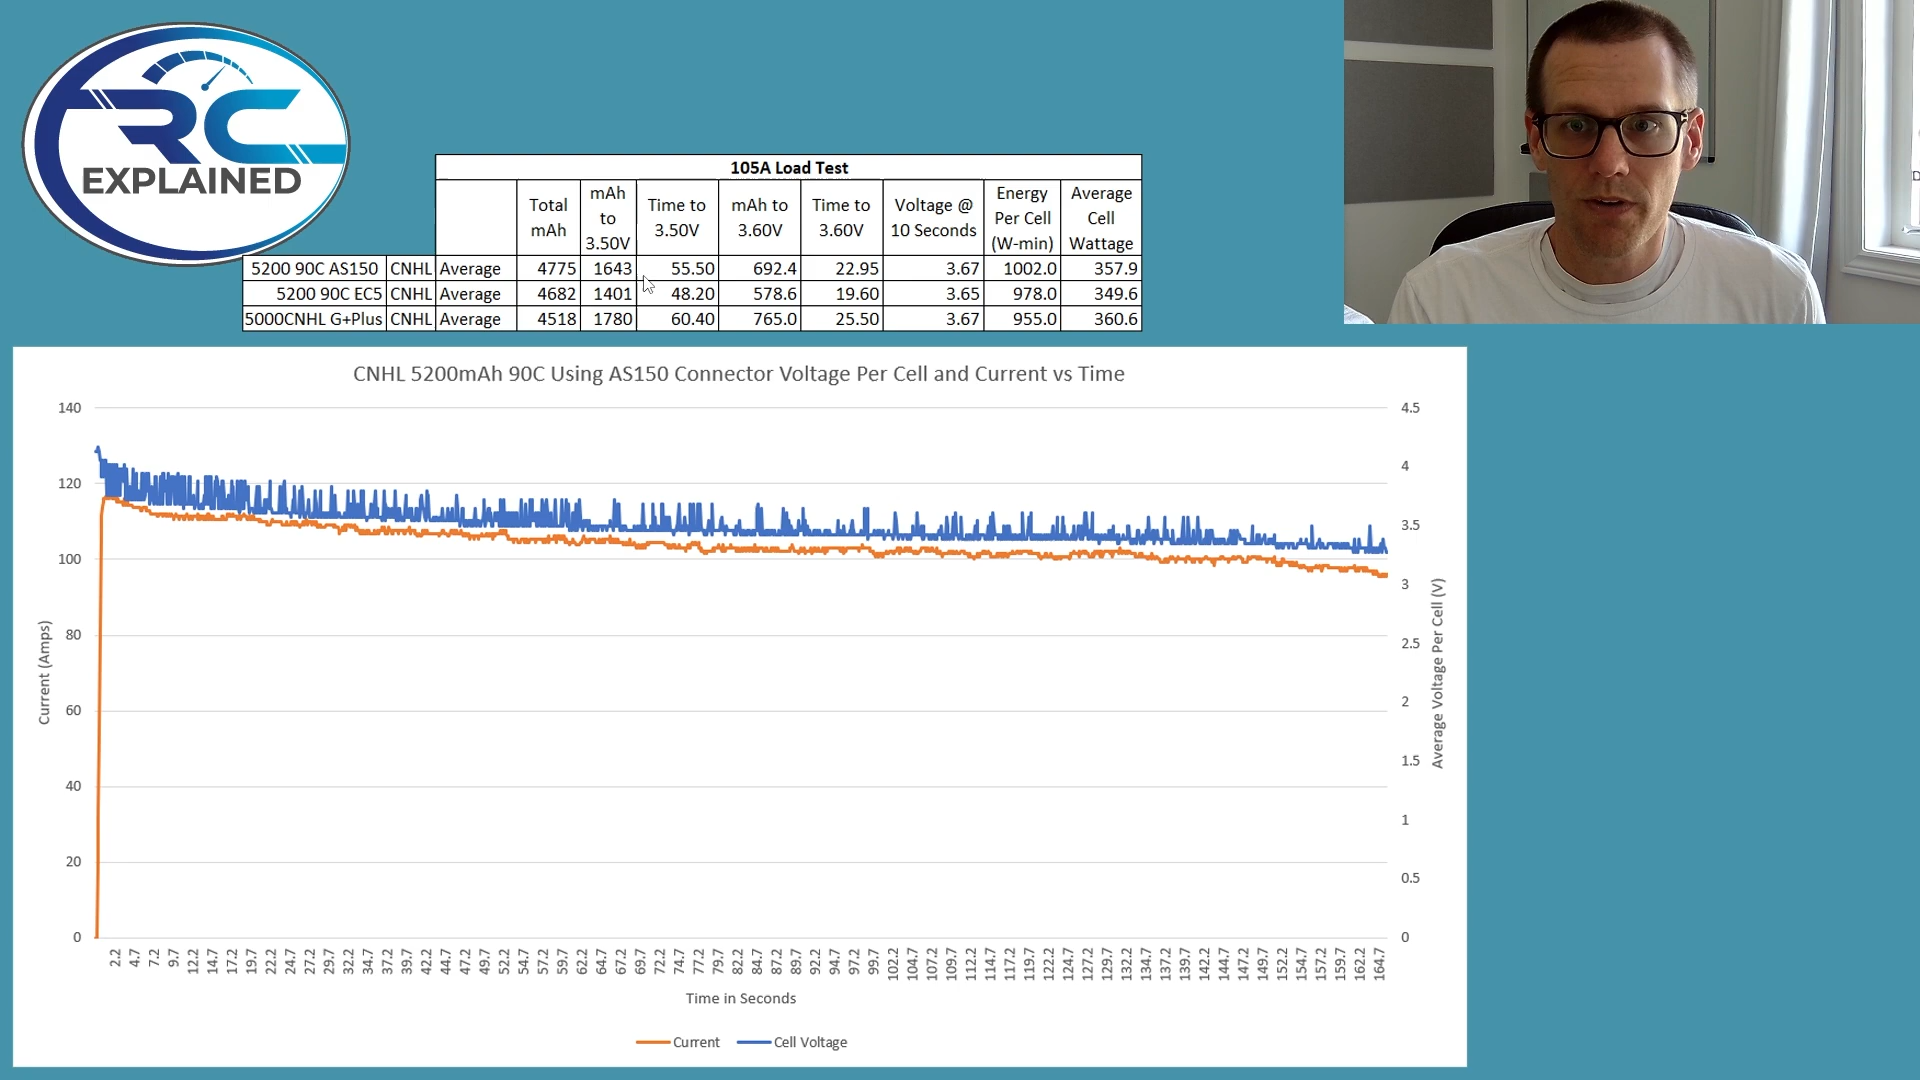 RC
EXPLAINED
105A Load Test
Total mAh | mAh to 3.50V | Time to 3.50V | mAh to 3.60V | Time to 3.60V | Voltage @ 10 Seconds | Energy Per Cell (W-min) | Average Cell Wattage
5200 90C AS150 | CNHL | Average | 4775 | 1643 | 55.50 | 692.4 | 22.95 | 3.67 | 1002.0 | 357.9
5200 90C EC5 | CNHL | Average | 4682 | 1401 | 48.20 | 578.6 | 19.60 | 3.65 | 978.0 | 349.6
5000CNHL G+Plus | CNHL | Average | 4518 | 1780 | 60.40 | 765.0 | 25.50 | 3.67 | 955.0 | 360.6
CNHL 5200mAh 90C Using AS150 Connector Voltage Per Cell and Current vs Time
140
120
100
80
60
40
20
0
Current (Amps)
4.5
4
3.5
3
2.5
2
1.5
1
0.5
0
Average Voltage Per Cell (V)
2.2 4.7 7.2 9.7 12.2 14.7 17.2 19.7 22.2 24.7 27.2 29.7 32.2 34.7 37.2 39.7 42.2 44.7 47.2 49.7 52.2 54.7 57.2 59.7 62.2 64.7 67.2 69.7 72.2 74.7 77.2 79.7 82.2 84.7 87.2 89.7 92.2 94.7 97.2 99.7 102.2 104.7 107.2 109.7 112.2 114.7 117.2 119.7 122.2 124.7 127.2 129.7 132.2 134.7 137.2 139.7 142.2 144.7 147.2 149.7 152.2 154.7 157.2 159.7 162.2 164.7
Time in Seconds
Current Cell Voltage